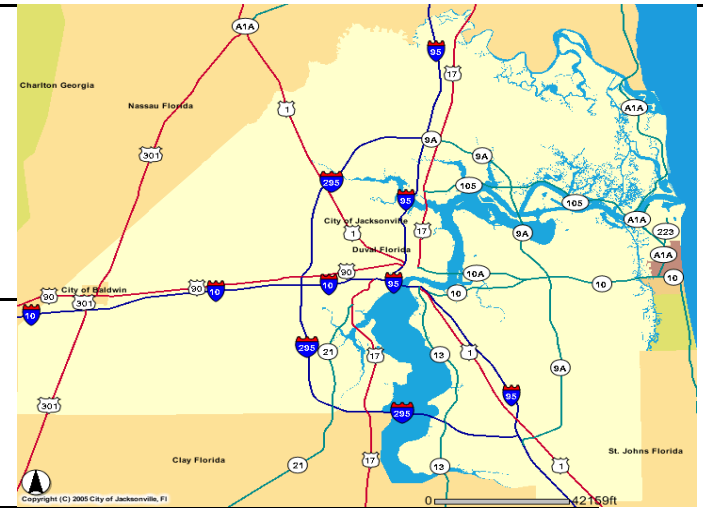 A1A
95
17
Charlton Georgia
Nassau Florida
1
A1A
9A
301
9A
295
105
95
105
City of Jacksonville
A1A
1
17
9A
223
Duval Florida
A1A
90
10A
10
City of Baldwin
90
10
95
10
10
90
301
10
10
295
21
17
13
1
9A
95
301
295
St. Johns Florida
Clay Florida
21
17
13
1
Copyright (C) 2005 City of Jacksonville, Fl
0
42159ft